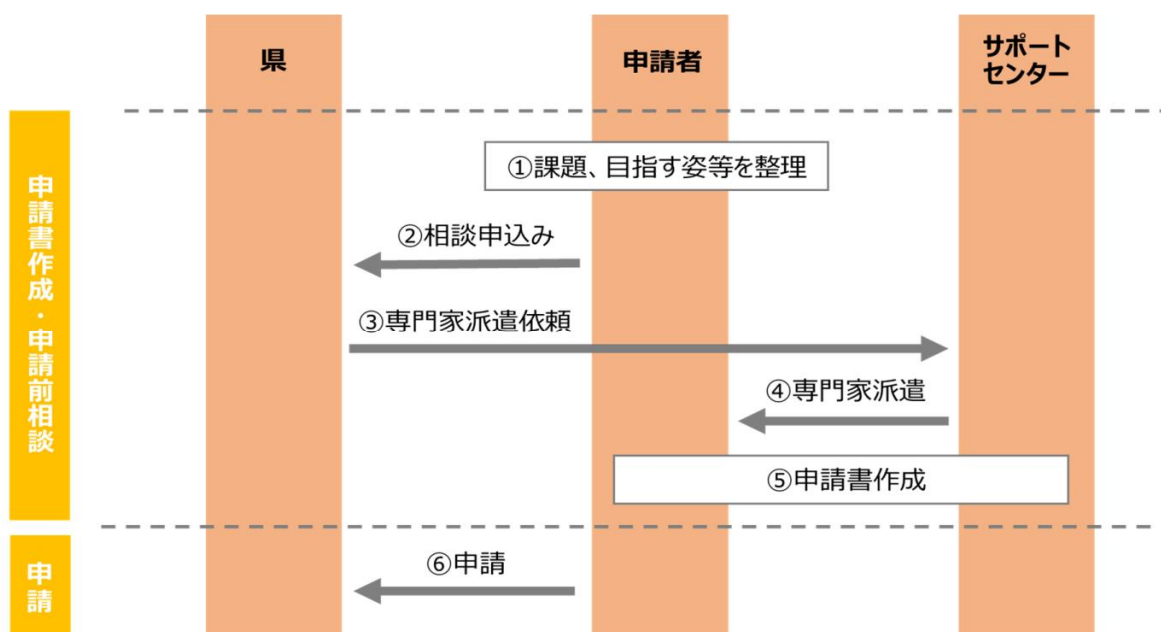 県
申請者
サポート
センター
申請書作成・申請前相談
①課題、目指す姿等を整理
②相談申込み
③専門家派遣依頼
④専門家派遣
⑤申請書作成
申請
⑥申請